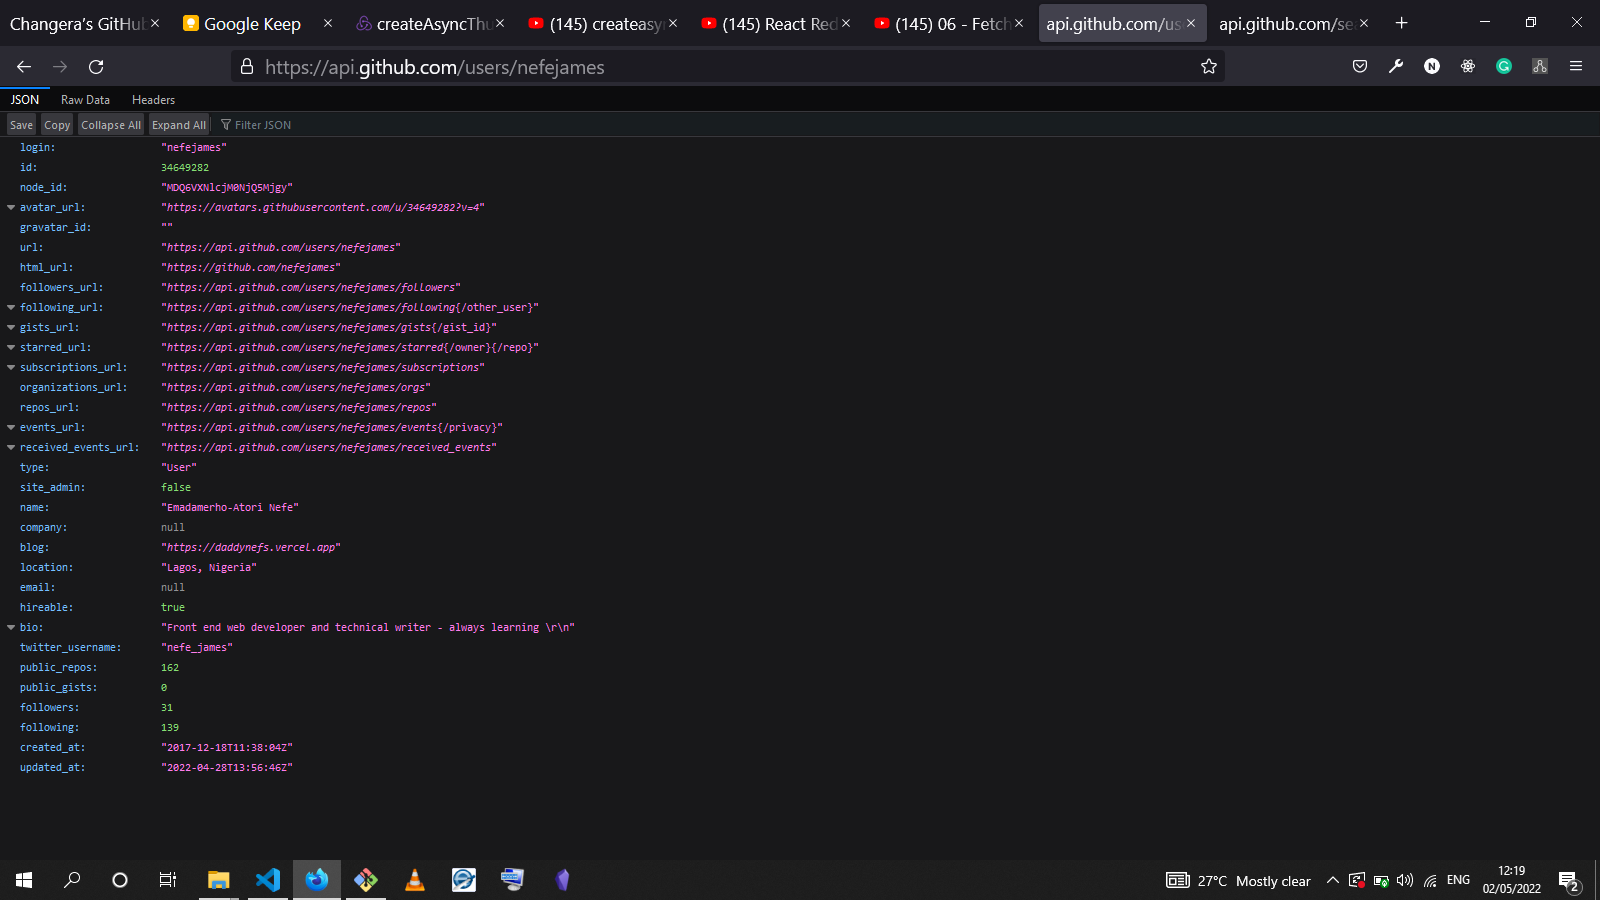 Changera's GitHub
Google Keep
createAsyncThu
(145) createasyn
(145) React Red
(145) 06 - Fetch
api.github.com/us
api.github.com/se
https://api.github.com/users/nefejames
JSON Raw Data Headers
Save Copy Collapse All Expand All Filter JSON
login: "nefejames"
id: 34649282
node_id: "MDQ6VXNlcjM0NjQ5Mjgy"
avatar_url: "https://avatars.githubusercontent.com/u/34649282?v=4"
gravatar_id: ""
url: "https://api.github.com/users/nefejames"
html_url: "https://github.com/nefejames"
followers_url: "https://api.github.com/users/nefejames/followers"
following_url: "https://api.github.com/users/nefejames/following{/other_user}"
gists_url: "https://api.github.com/users/nefejames/gists{/gist_id}"
starred_url: "https://api.github.com/users/nefejames/starred{/owner}{/repo}"
subscriptions_url: "https://api.github.com/users/nefejames/subscriptions"
organizations_url: "https://api.github.com/users/nefejames/orgs"
repos_url: "https://api.github.com/users/nefejames/repos"
events_url: "https://api.github.com/users/nefejames/events{/privacy}"
received_events_url: "https://api.github.com/users/nefejames/received_events"
type: "User"
site_admin: false
name: "Emadamerho-Atori Nefe"
company: null
blog: "https://daddynefs.vercel.app"
location: "Lagos, Nigeria"
email: null
hireable: true
bio: "Front end web developer and technical writer - always learning \r\n"
twitter_username: "nefe_james"
public_repos: 162
public_gists: 0
followers: 31
following: 139
created_at: "2017-12-18T11:38:04Z"
updated_at: "2022-04-28T13:56:46Z"
27°C Mostly clear
ENG
12:19
02/05/2022
2